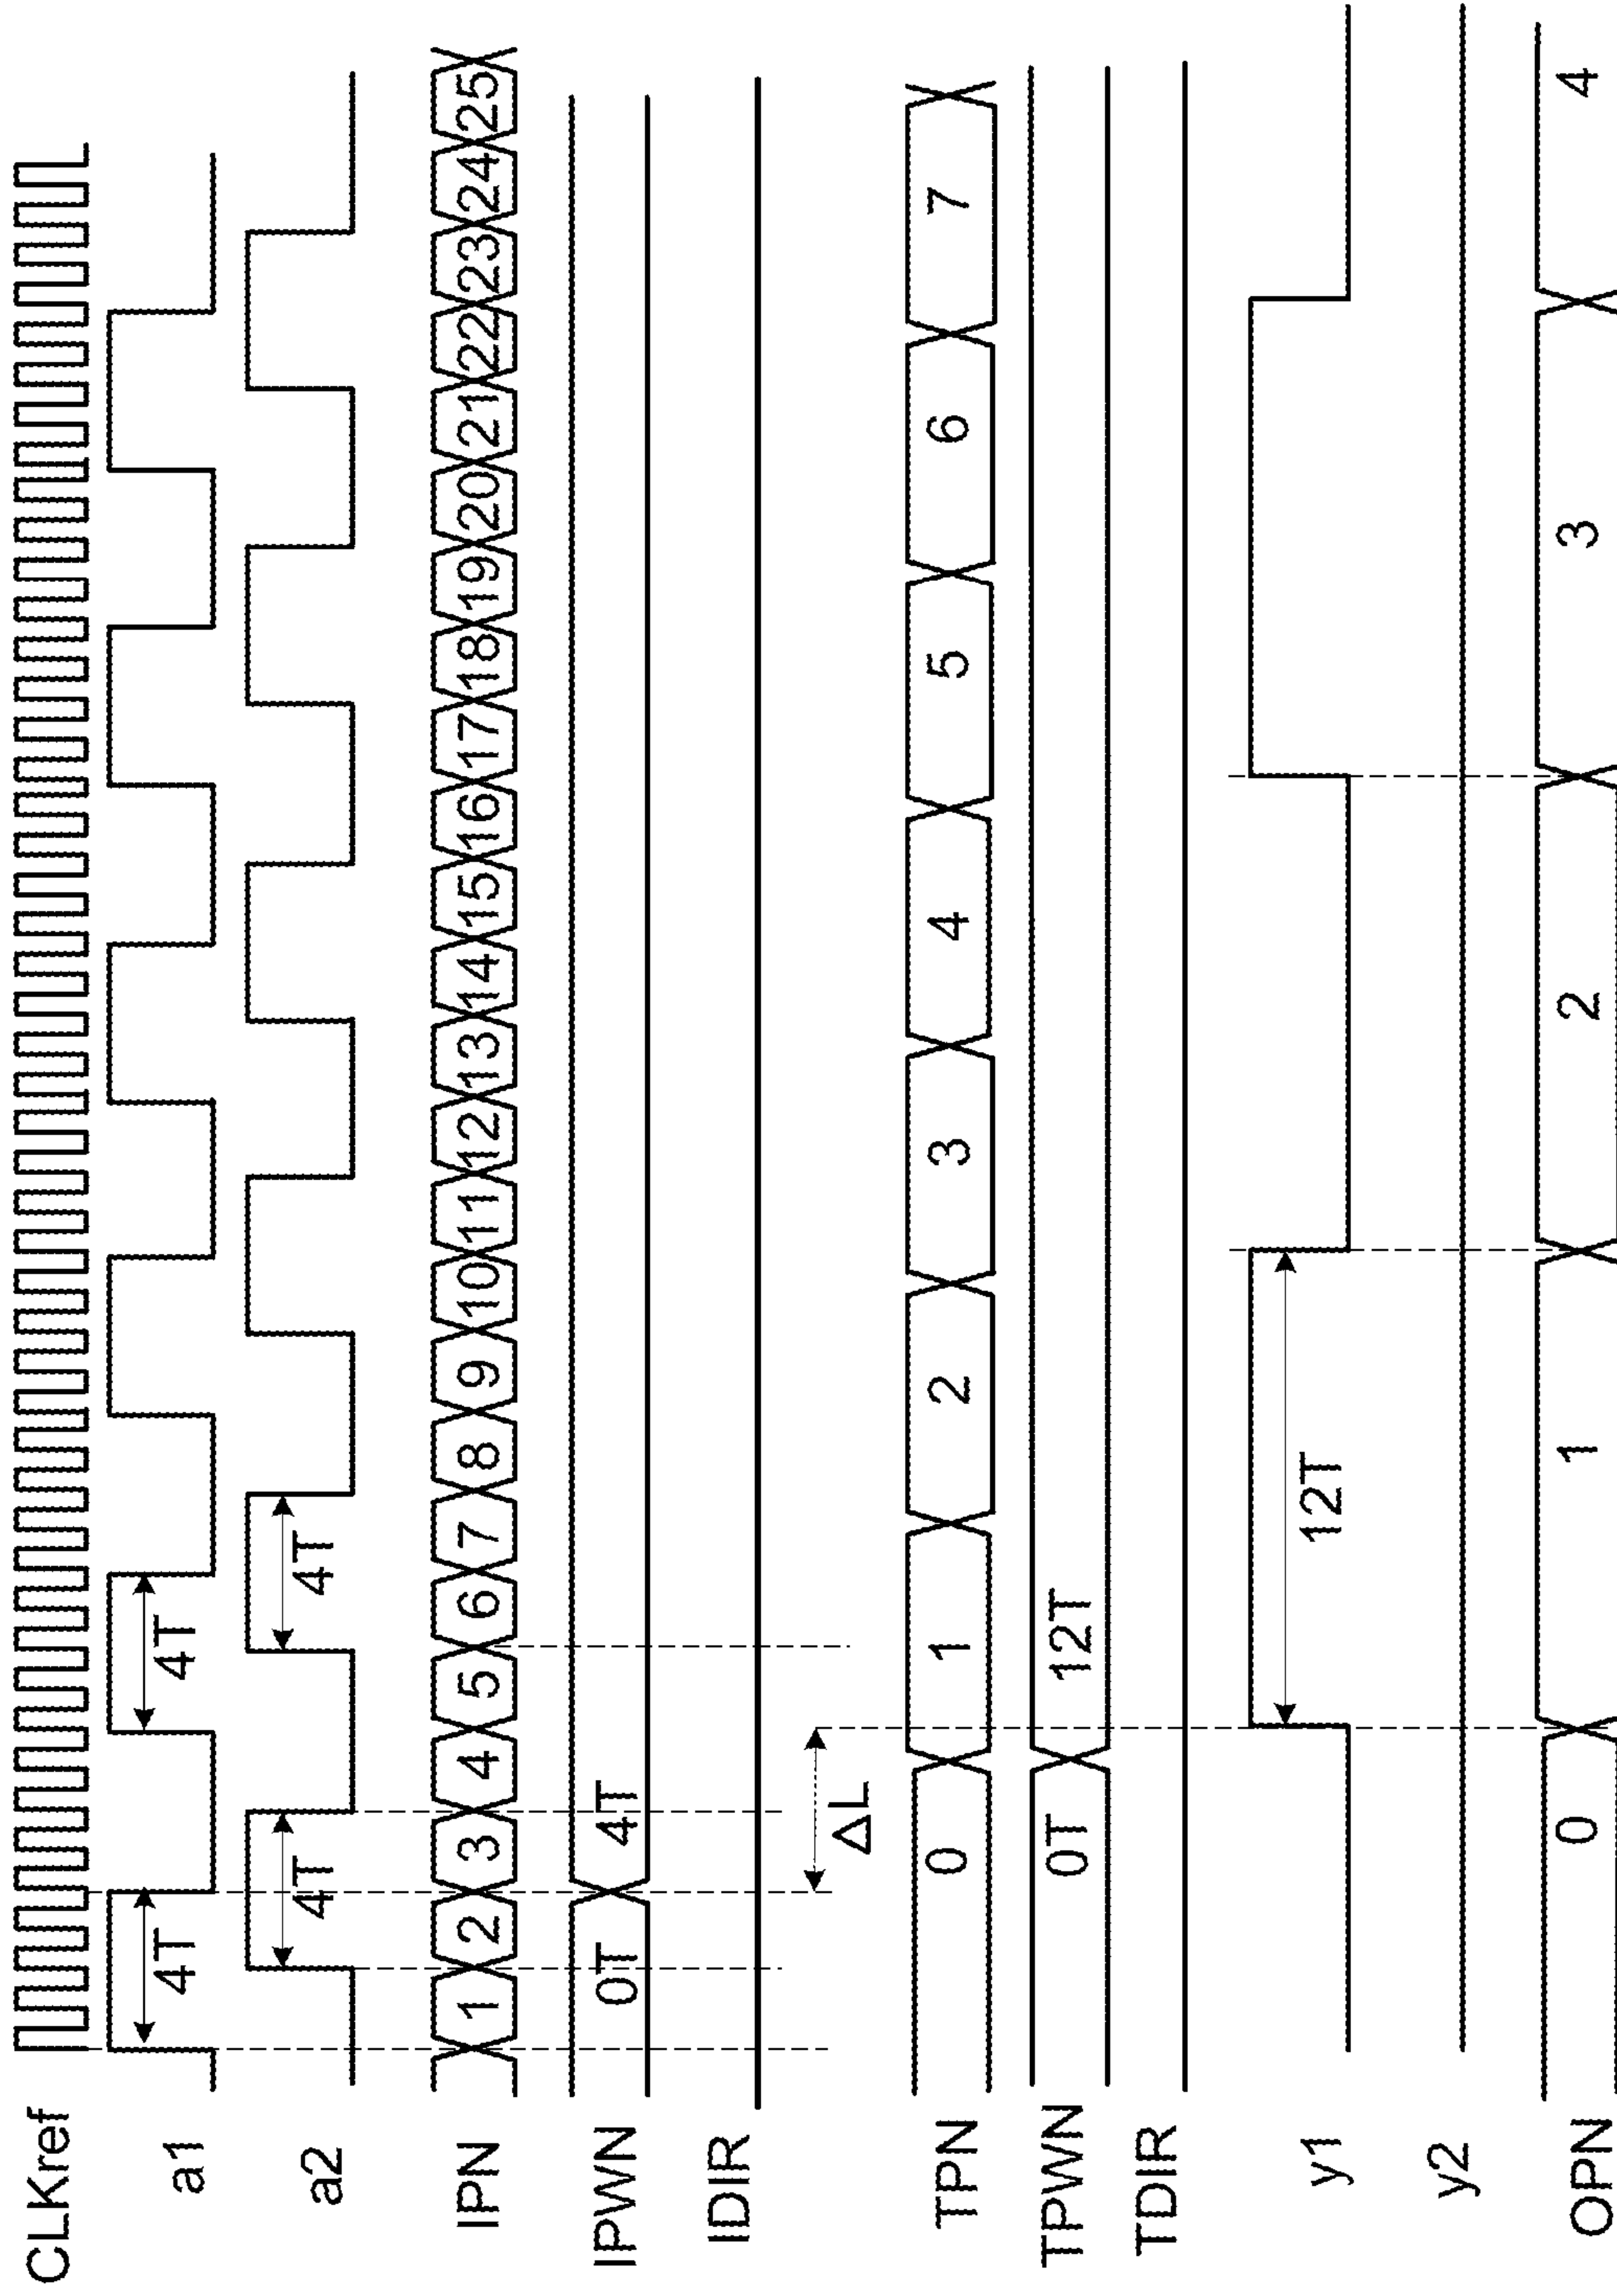 CLKref
a1 4T 4T
a2 4T 4T
IPN 1 2 3 4 5 6 7 8 9 10 11 12 13 14 15 16 17 18 19 20 21 22 23 24 25
IPWN 0T 4T
IDIR
ΔL
TPN 0 1 2 3 4 5 6 7
TPWN 0T 12T
TDIR
y1 12T
y2
OPN 0 1 2 3 4